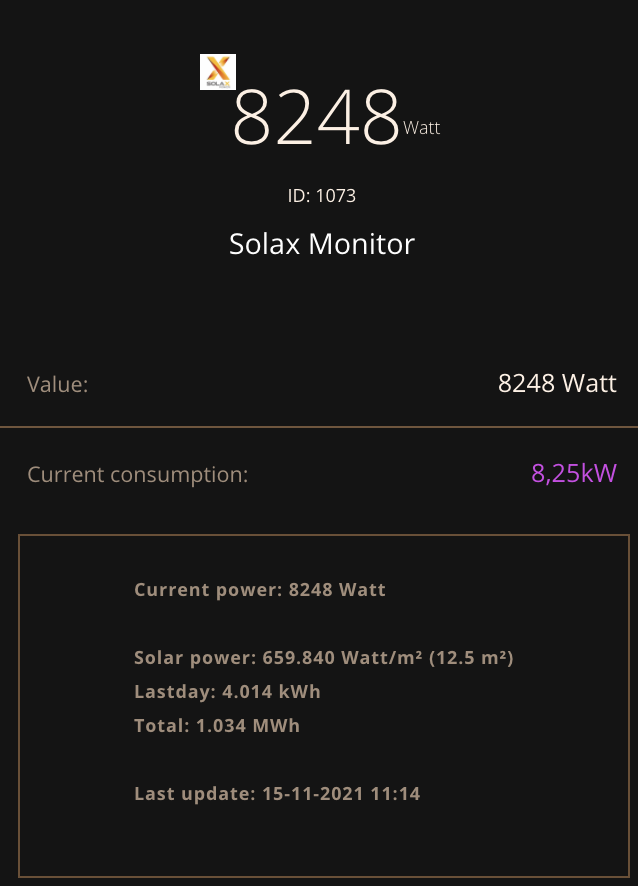 SOLAX
8248 Watt
ID: 1073
Solax Monitor
Value: 8248 Watt
Current consumption: 8,25kW
Current power: 8248 Watt
Solar power: 659.840 Watt/m² (12.5 m²)
Lastday: 4.014 kWh
Total: 1.034 MWh
Last update: 15-11-2021 11:14